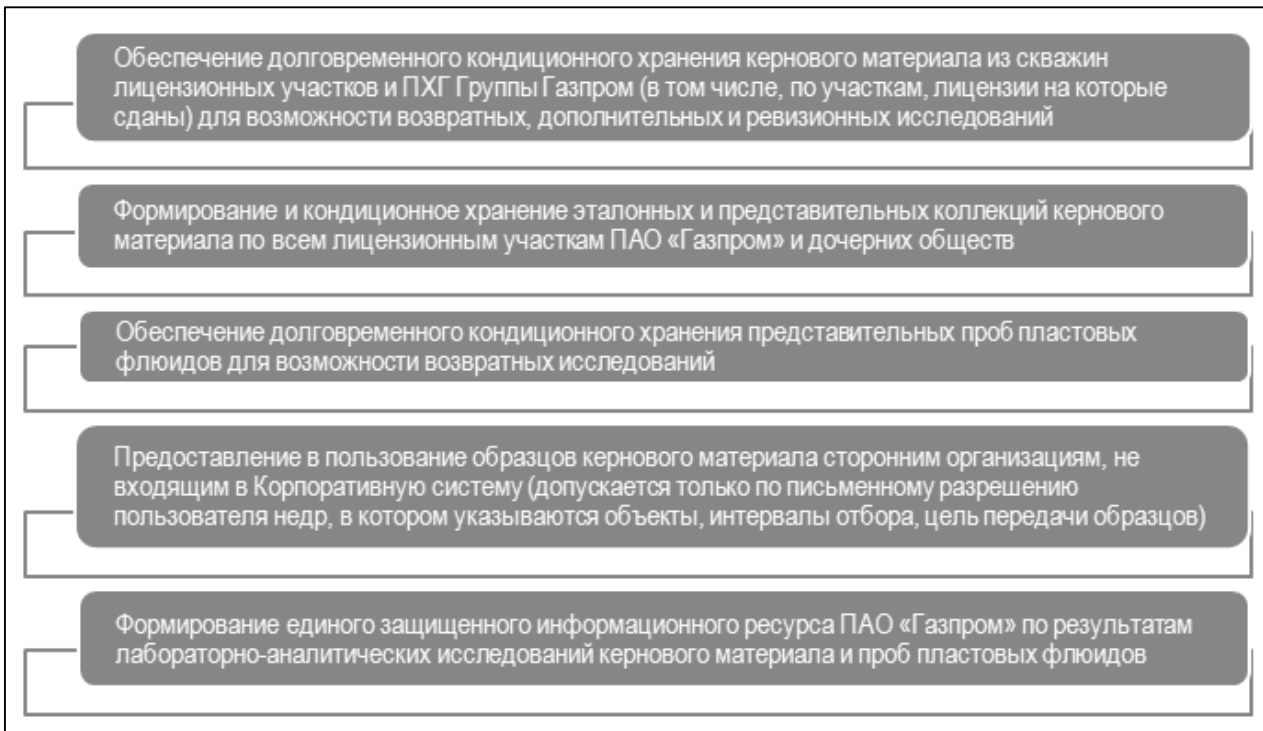 Обеспечение долговременного кондиционного хранения кернового материала из скважин
лицензионных участков и ПХГ Группы Газпром (в том числе, по участкам, лицензии на которые
сданы) для возможности возвратных, дополнительных и ревизионных исследований
Формирование и кондиционное хранение эталонных и представительных коллекций кернового
материала по всем лицензионным участкам ПАО «Газпром» и дочерних обществ
Обеспечение долговременного кондиционного хранения представительных проб пластовых
флюидов для возможности возвратных исследований
Предоставление в пользование образцов кернового материала сторонним организациям, не
входящим в Корпоративную систему (допускается только по письменному разрешению
пользователя недр, в котором указываются объекты, интервалы отбора, цель передачи образцов)
Формирование единого защищенного информационного ресурса ПАО «Газпром» по результатам
лабораторно-аналитических исследований кернового материала и проб пластовых флюидов